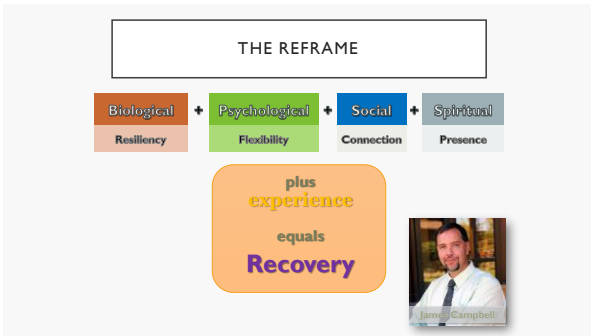 THE REFRAME
Biological + Psychological + Social + Spiritual
Resiliency Flexibility Connection Presence
plus
experience
equals
Recovery
James Campbell